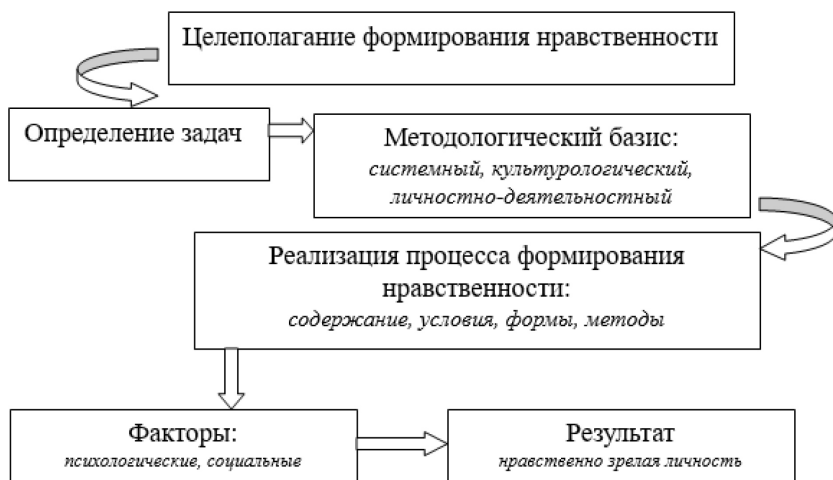 Целеполагание формирования нравственности
Определение задач
Методологический базис:
системный, культурологический,
личностно-деятельностный
Реализация процесса формирования
нравственности:
содержание, условия, формы, методы
Факторы:
психологические, социальные
Результат
нравственно зрелая личность